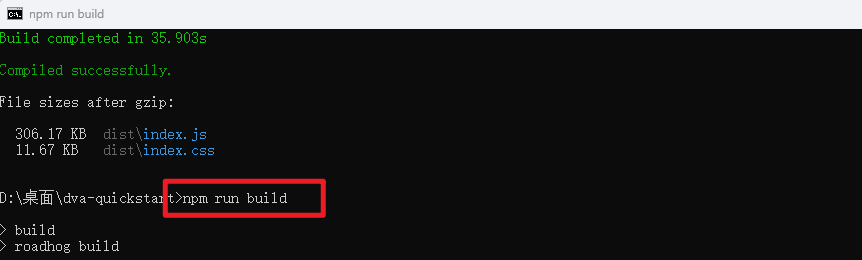 npm run build
Build completed in 35.903s
Compiled successfully.
File sizes after gzip:
306.17 KB dist\index.js
11.67 KB dist\index.css
D:\桌面\dva-quickstart>npm run build
> build
> roadhog build